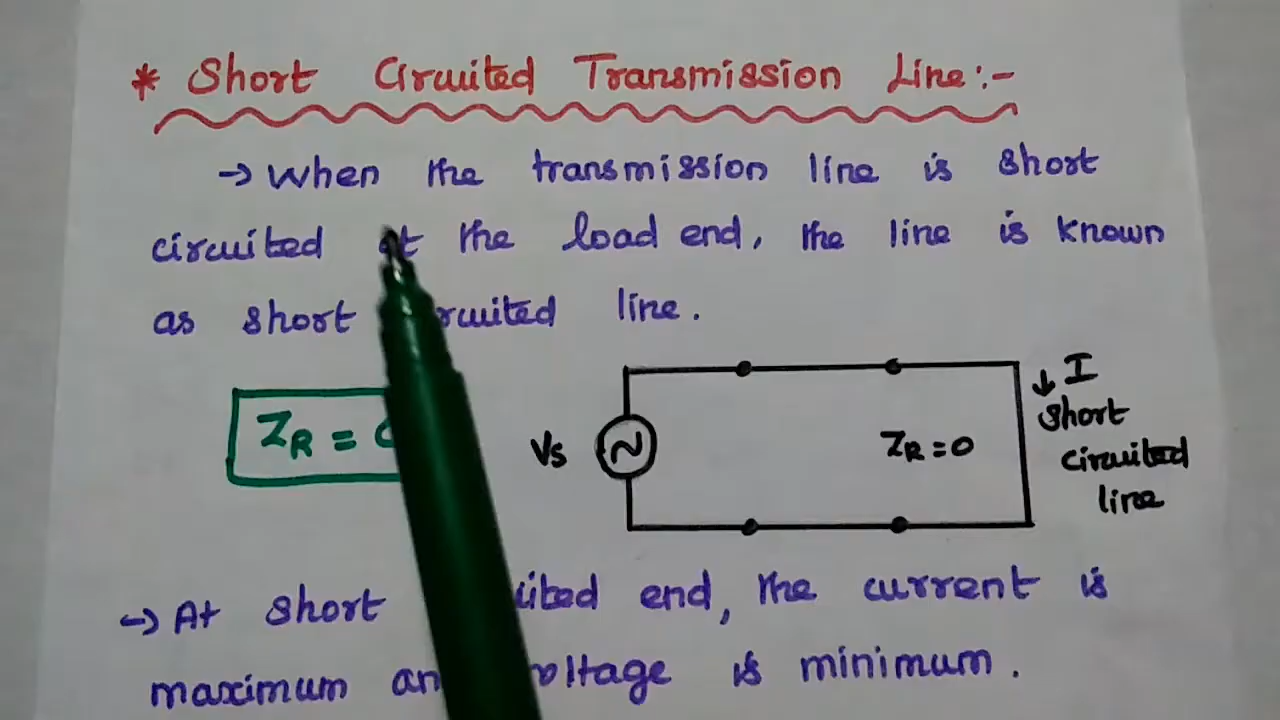 * Short Circuited Transmission Line:-
→ When the transmission line is short
circuited at the load end, the line is known
as short line.
ZR =
Vs
ZR = 0
↓ I
short
circuited
line
→ At short end, the current is
maximum is minimum.